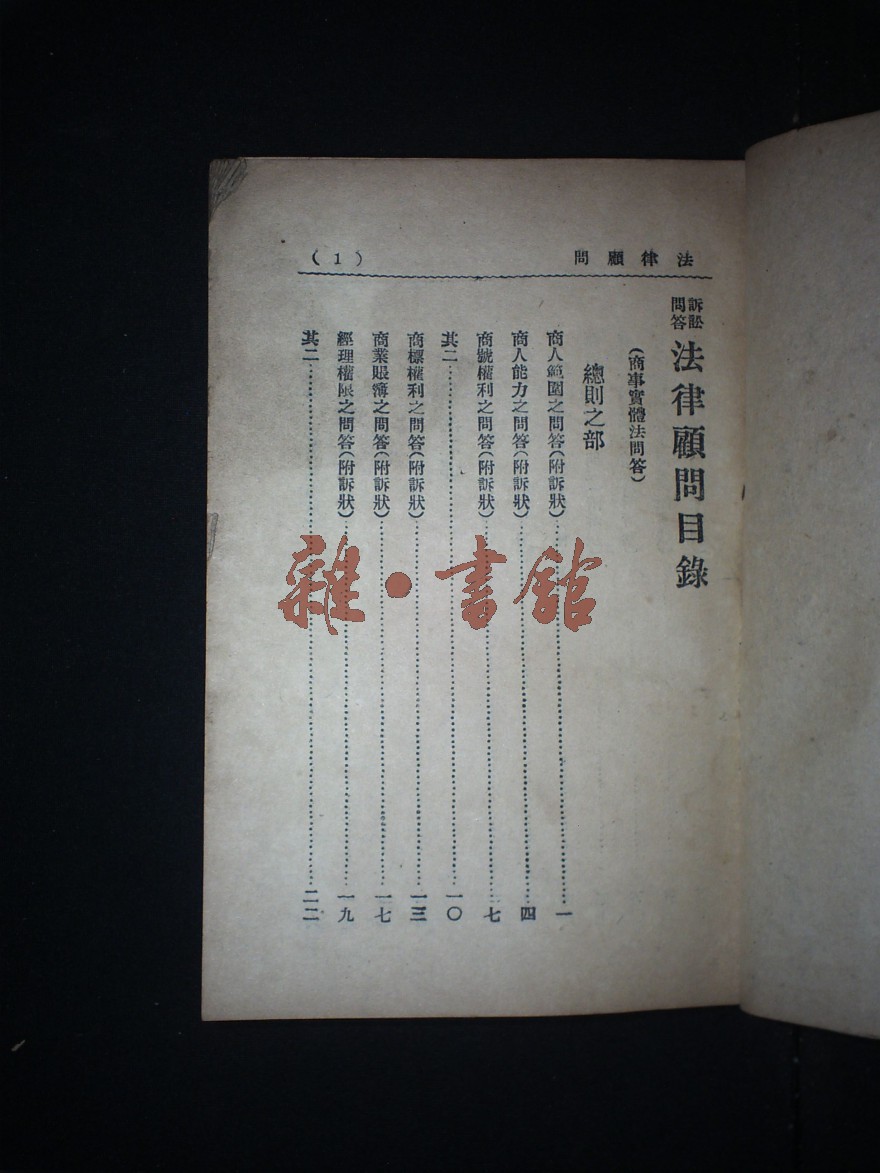 法律顧問
(1)
訴訟問答 法律顧問目錄
(商事實體法問答)
總則之部
商人範圍之問答(附訴狀)…………一
商人能力之問答(附訴狀)…………四
商號權利之問答(附訴狀)…………七
其二…………一〇
商標權利之問答(附訴狀)…………一三
商業賬簿之問答(附訴狀)…………一七
經理權限之問答(附訴狀)…………一九
其二…………二二
雜·書館